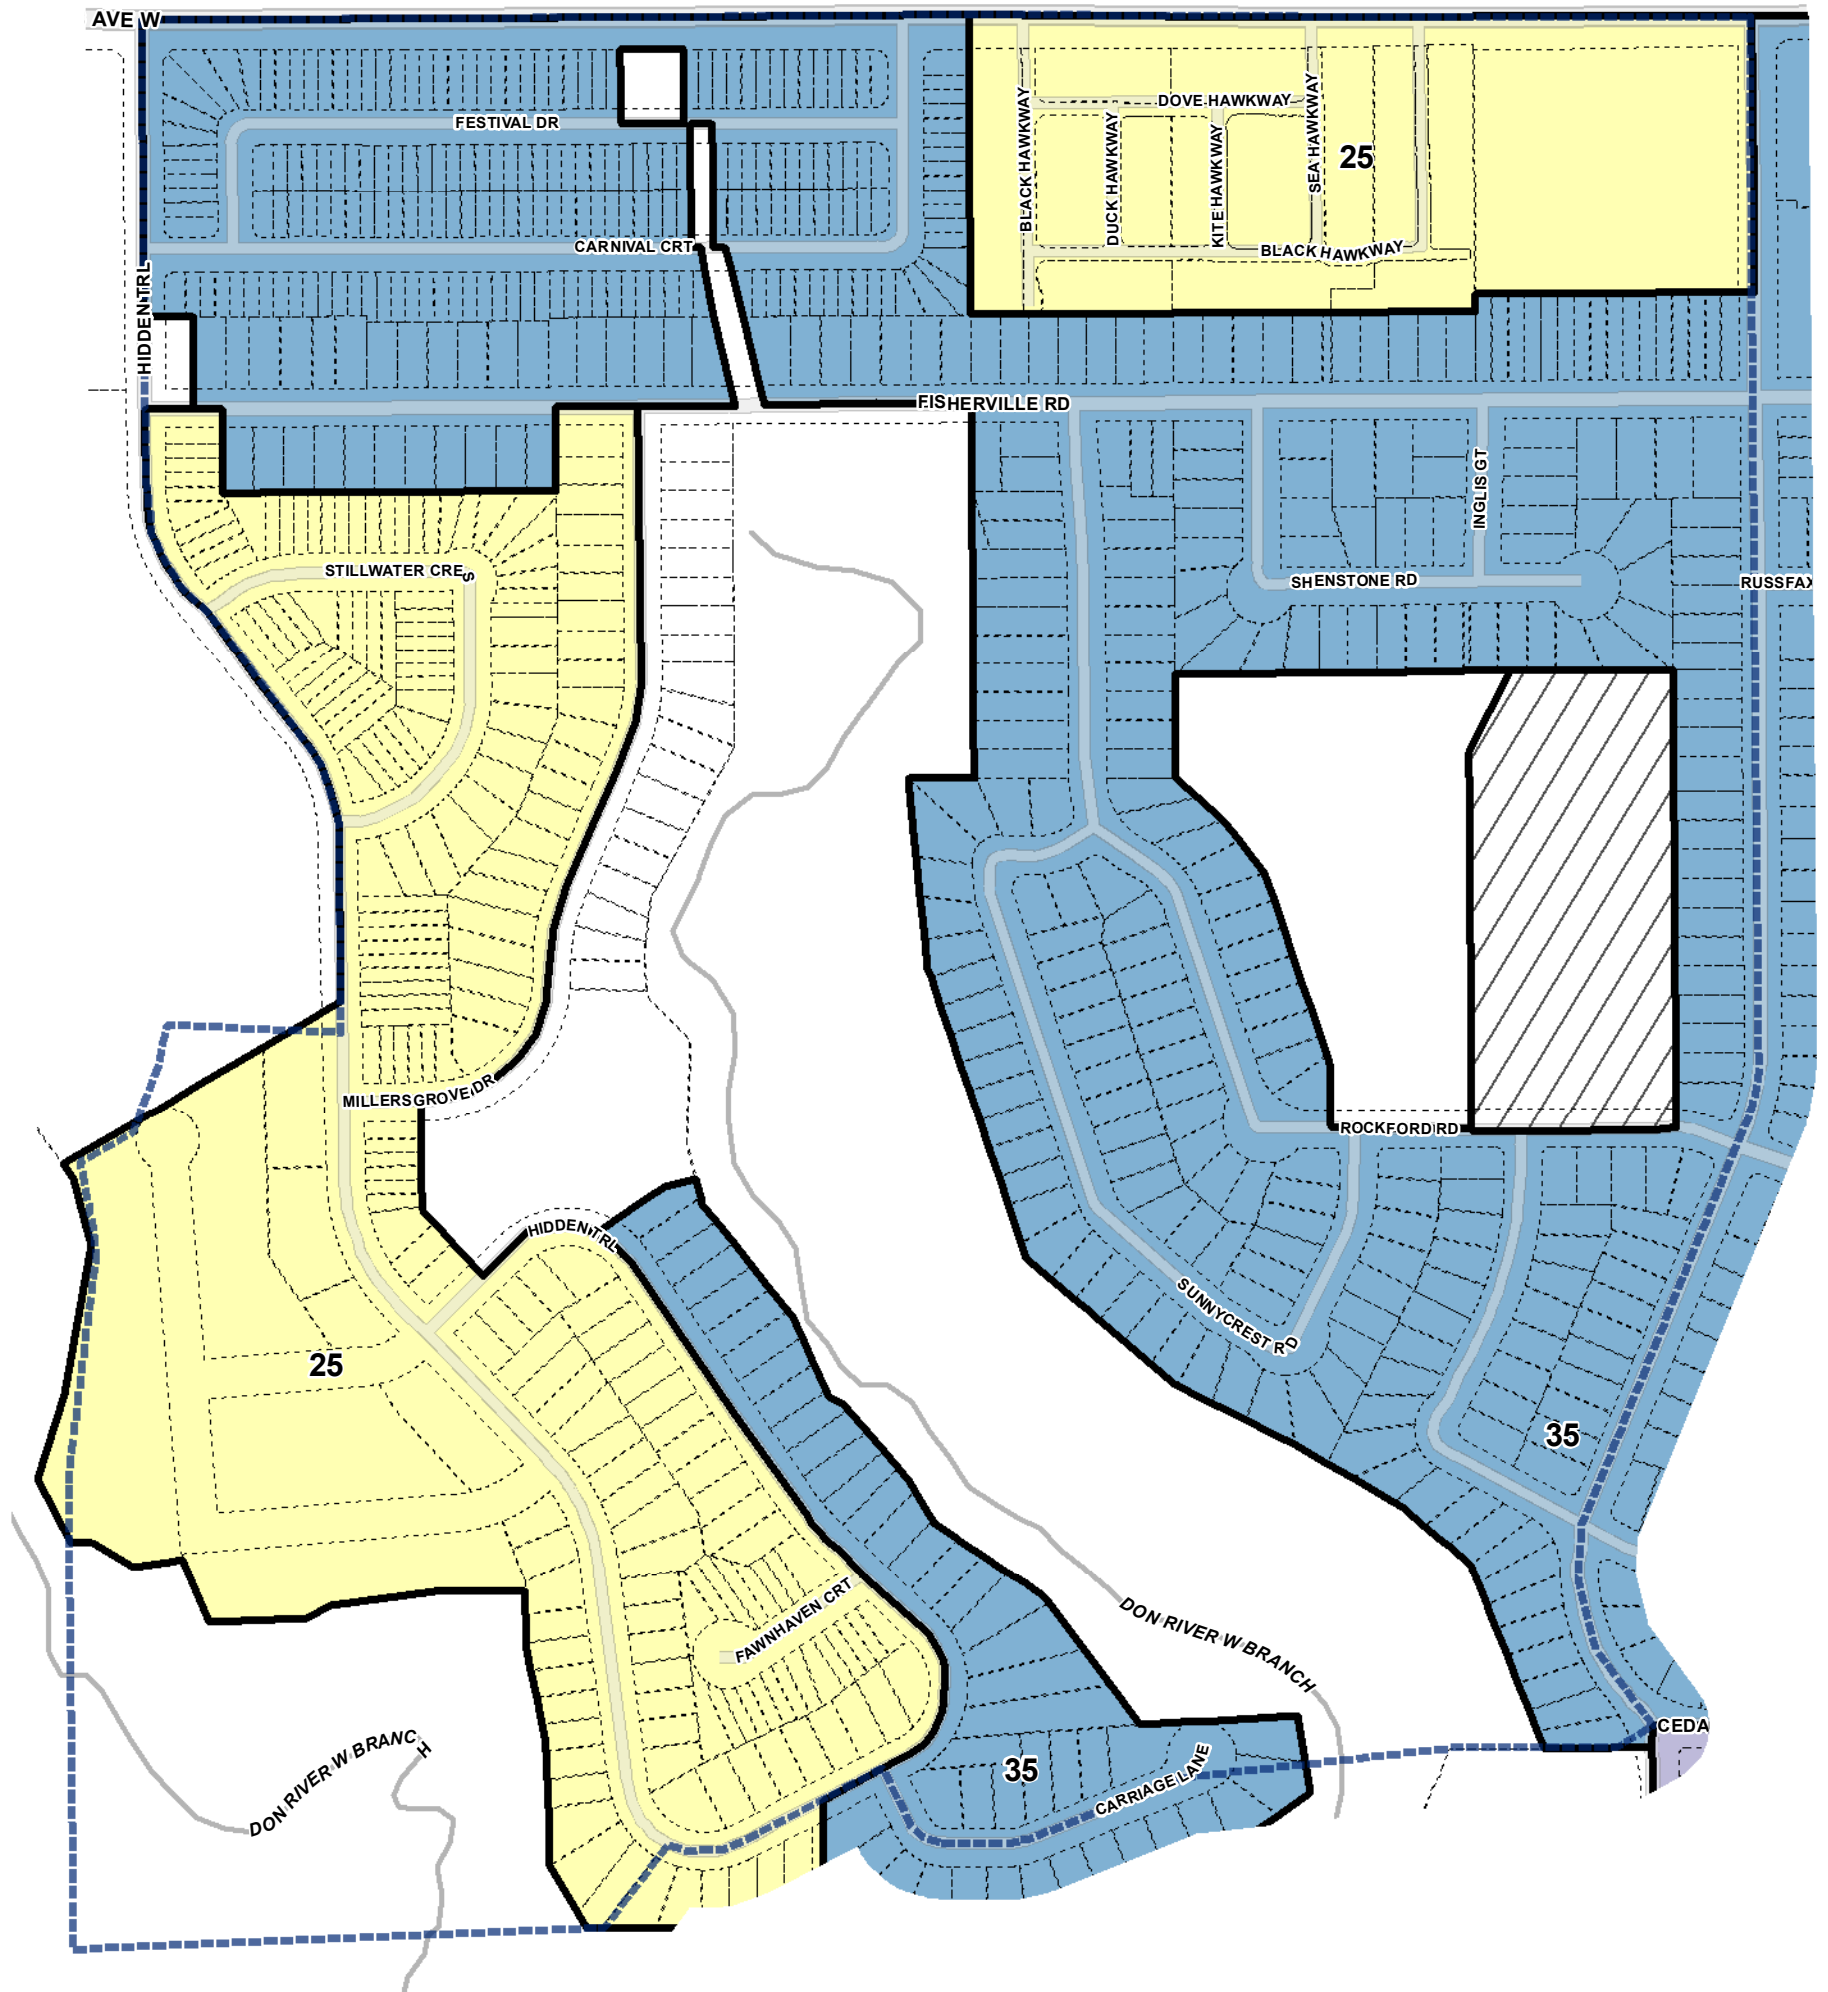 AVE W
FESTIVAL DR
DOVE HAWKWAY
BLACK HAWKWAY
DUCK HAWKWAY
KITE HAWKWAY
SEA HAWKWAY
25
CARNIVAL CRT
BLACK HAWKWAY
HIDDEN TRL
FISHERVILLE RD
INGLIS GT
STILLWATER CRES
SHENSTONE RD
RUSSFAX
MILLERSGROVE DR
ROCKFORD RD
HIDDEN TRL
SUNNYCREST RD
25
35
FAWNHAVEN CRT
DON RIVER W BRANCH
CEDA
DON RIVER W BRANCH
35
CARRIAGE LANE